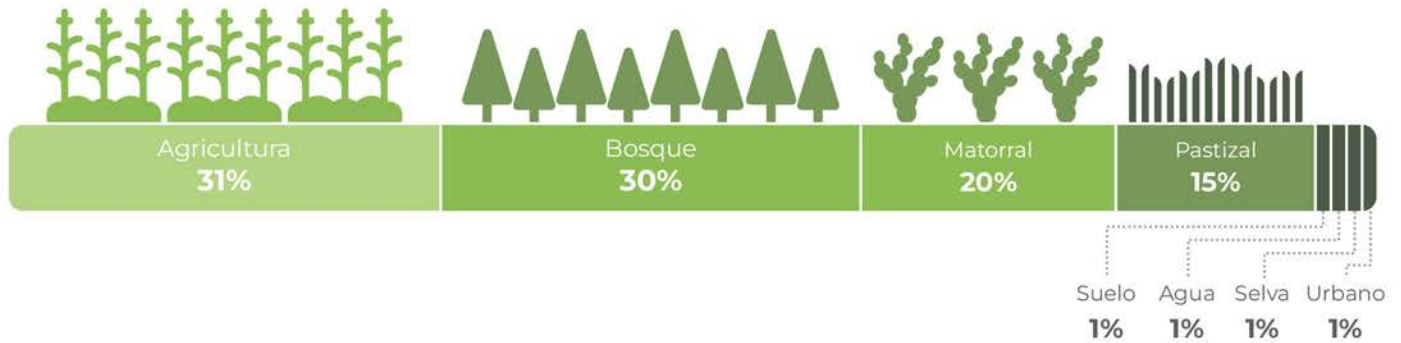 Agricultura
31%
Bosque
30%
Matorral
20%
Pastizal
15%
Suelo
1%
Agua
1%
Selva
1%
Urbano
1%